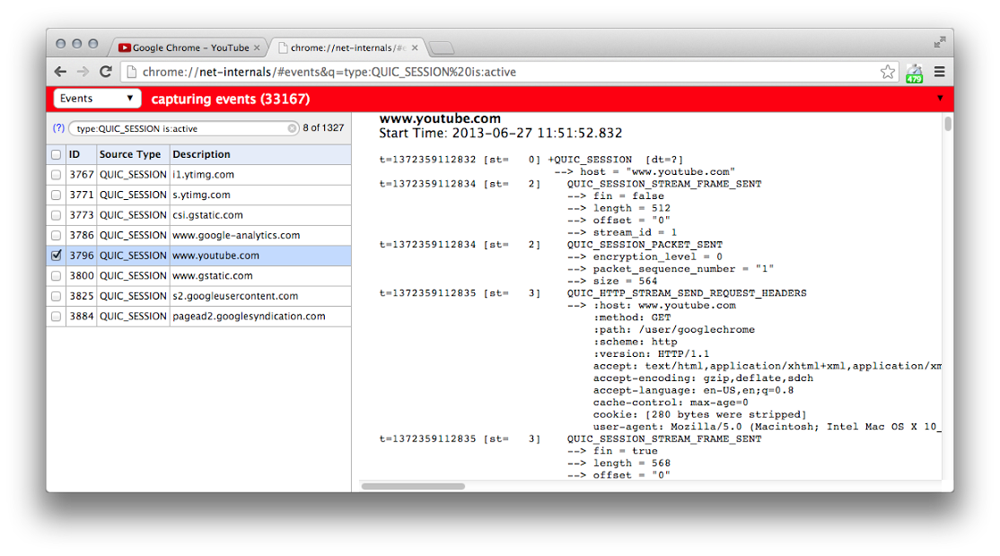 Google Chrome - YouTube
chrome://net-internals/#e
chrome://net-internals/#events&q=type:QUIC_SESSION%20is:active
479
Events
capturing events (33167)
(?)
type:QUIC_SESSION is:active
8 of 1327
ID Source Type Description
3767 QUIC_SESSION i1.ytimg.com
3771 QUIC_SESSION s.ytimg.com
3773 QUIC_SESSION csi.gstatic.com
3786 QUIC_SESSION www.google-analytics.com
3796 QUIC_SESSION www.youtube.com
3800 QUIC_SESSION www.gstatic.com
3825 QUIC_SESSION s2.googleusercontent.com
3884 QUIC_SESSION pagead2.googlesyndication.com
www.youtube.com
Start Time: 2013-06-27 11:51:52.832
t=1372359112832 [st=   0] +QUIC_SESSION  [dt=?]
--> host = "www.youtube.com"
t=1372359112834 [st=   2]    QUIC_SESSION_STREAM_FRAME_SENT
--> fin = false
--> length = 512
--> offset = "0"
--> stream_id = 1
t=1372359112834 [st=   2]    QUIC_SESSION_PACKET_SENT
--> encryption_level = 0
--> packet_sequence_number = "1"
--> size = 564
t=1372359112835 [st=   3]    QUIC_HTTP_STREAM_SEND_REQUEST_HEADERS
--> :host: www.youtube.com
:method: GET
:path: /user/googlechrome
:scheme: http
:version: HTTP/1.1
accept: text/html,application/xhtml+xml,application/xm
accept-encoding: gzip,deflate,sdch
accept-language: en-US,en;q=0.8
cache-control: max-age=0
cookie: [280 bytes were stripped]
user-agent: Mozilla/5.0 (Macintosh; Intel Mac OS X 10_
t=1372359112835 [st=   3]    QUIC_SESSION_STREAM_FRAME_SENT
--> fin = true
--> length = 568
--> offset = "0"